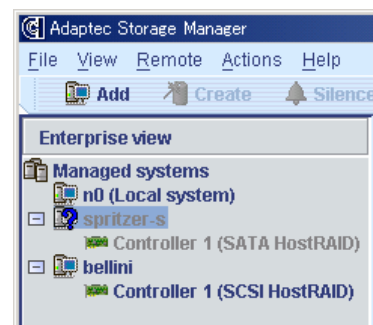 Adaptec Storage Manager
File View Remote Actions Help
Add Create Silence
Enterprise view
Managed systems
n0 (Local system)
spritzer-s
Controller 1 (SATA HostRAID)
bellini
Controller 1 (SCSI HostRAID)